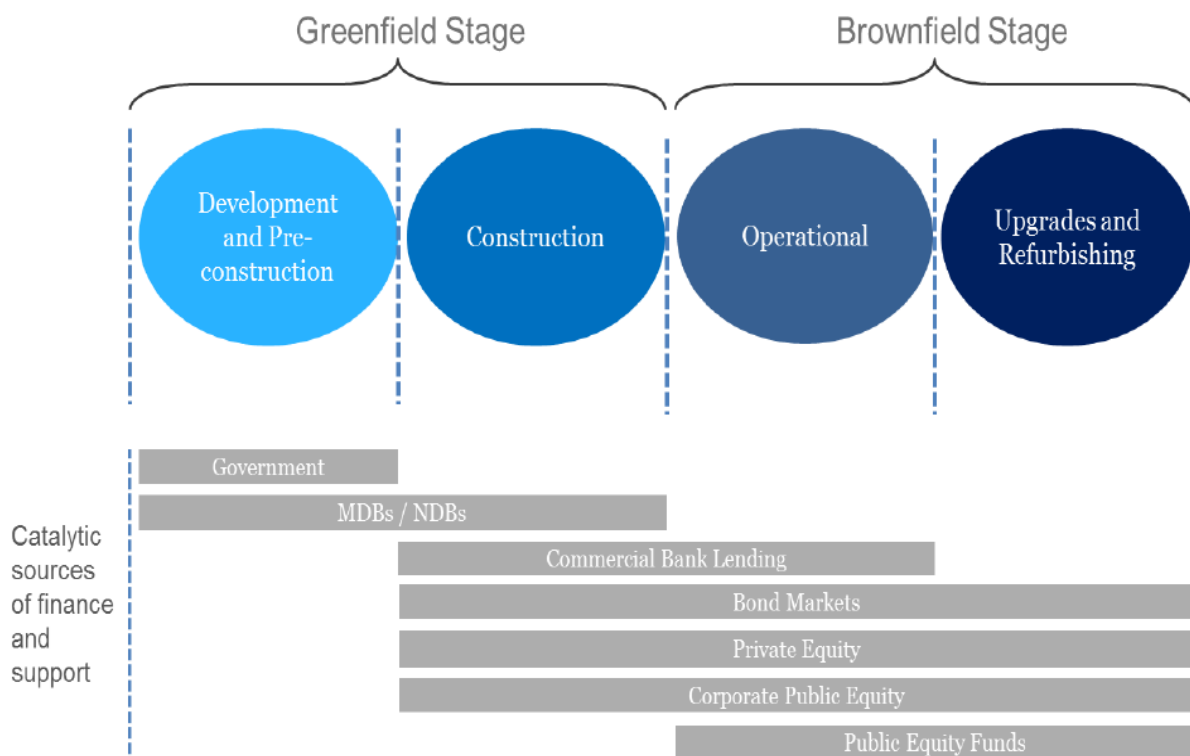 Greenfield Stage
Brownfield Stage
Development
and Pre-
construction
Construction
Operational
Upgrades and
Refurbishing
Catalytic
sources
of finance
and
support
Government
MDBs / NDBs
Commercial Bank Lending
Bond Markets
Private Equity
Corporate Public Equity
Public Equity Funds